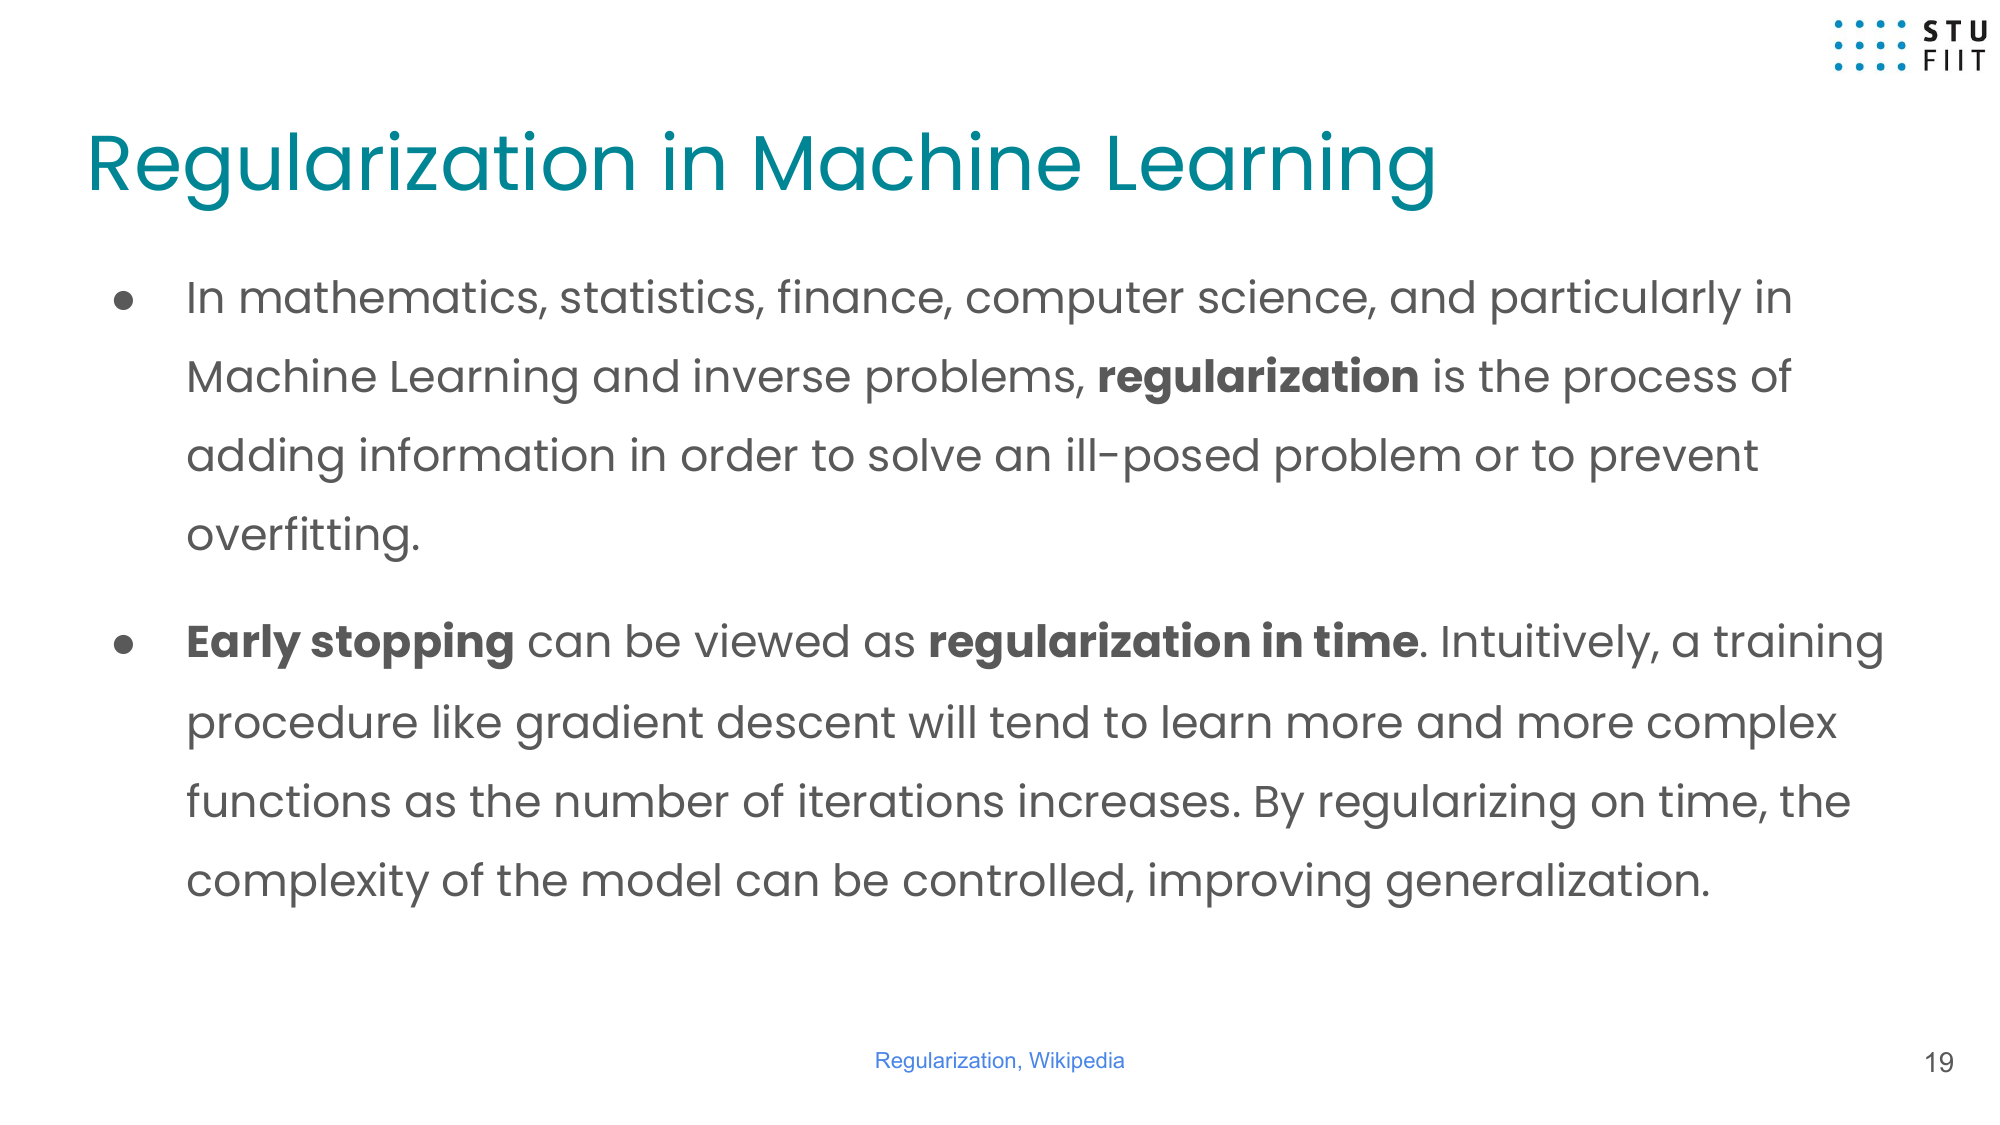 STU
FIIT
Regularization in Machine Learning
● In mathematics, statistics, finance, computer science, and particularly in
Machine Learning and inverse problems, regularization is the process of
adding information in order to solve an ill-posed problem or to prevent
overfitting.
● Early stopping can be viewed as regularization in time. Intuitively, a training
procedure like gradient descent will tend to learn more and more complex
functions as the number of iterations increases. By regularizing on time, the
complexity of the model can be controlled, improving generalization.
Regularization, Wikipedia
19